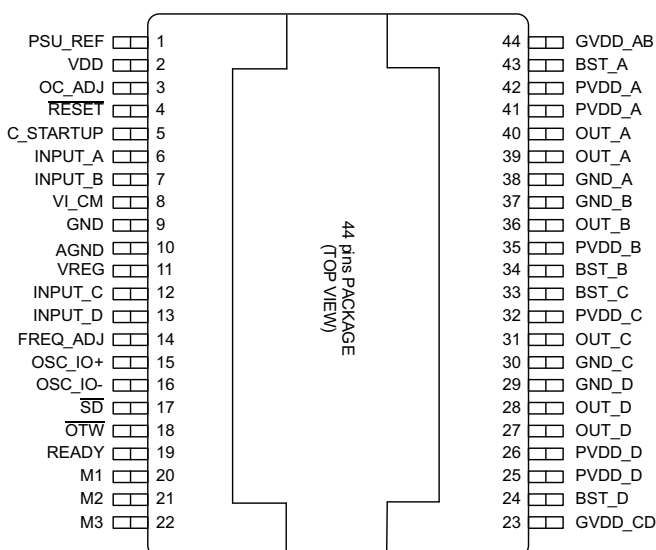 PSU_REF 1
VDD 2
OC_ADJ 3
RESET 4
C_STARTUP 5
INPUT_A 6
INPUT_B 7
VI_CM 8
GND 9
AGND 10
VREG 11
INPUT_C 12
INPUT_D 13
FREQ_ADJ 14
OSC_IO+ 15
OSC_IO- 16
SD 17
OTW 18
READY 19
M1 20
M2 21
M3 22
44 pins PACKAGE
(TOP VIEW)
44 GVDD_AB
43 BST_A
42 PVDD_A
41 PVDD_A
40 OUT_A
39 OUT_A
38 GND_A
37 GND_B
36 OUT_B
35 PVDD_B
34 BST_B
33 BST_C
32 PVDD_C
31 OUT_C
30 GND_C
29 GND_D
28 OUT_D
27 OUT_D
26 PVDD_D
25 PVDD_D
24 BST_D
23 GVDD_CD